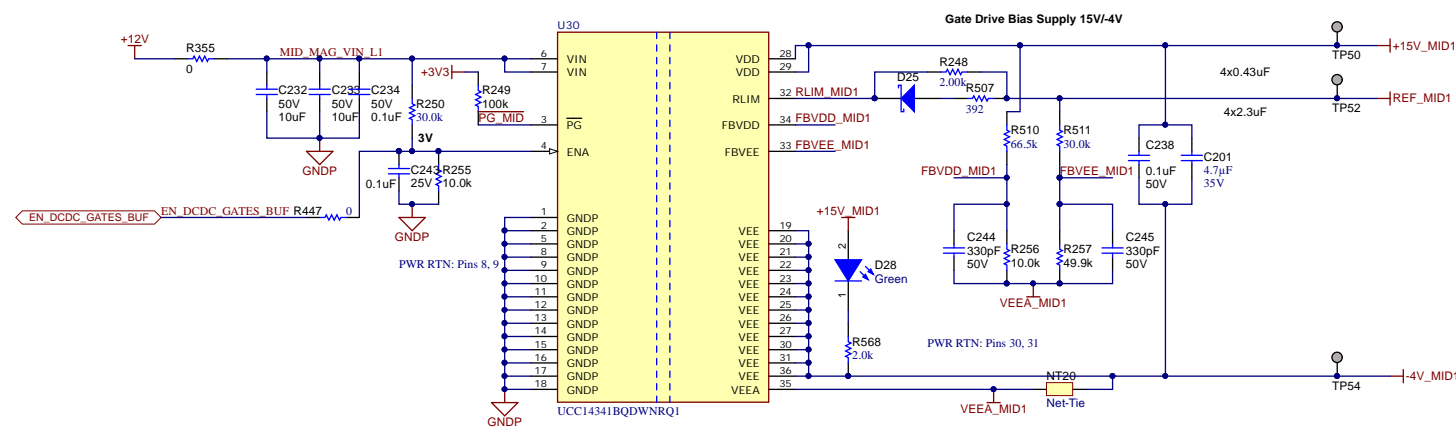 Gate Drive Bias Supply 15V/-4V
U30
+12V
R355
0
MID_MAG_VIN_L1
C232
50V
10uF
C233
50V
10uF
C234
50V
0.1uF
GNDP
R250
30.0k
3V
+3V3
R249
100k
PG_MID
C243
25V
0.1uF
R255
10.0k
GNDP
EN_DCDC_GATES_BUF
EN_DCDC_GATES_BUF
R447
0
PWR RTN: Pins 8, 9
6 VIN
7 VIN
3 PG
4 ENA
1 GNDP
2 GNDP
5 GNDP
8 GNDP
9 GNDP
10 GNDP
11 GNDP
12 GNDP
13 GNDP
14 GNDP
15 GNDP
16 GNDP
17 GNDP
18 GNDP
GNDP
VDD 28
VDD 29
RLIM 32
FBVDD 34
FBVEE 33
VEE 19
VEE 20
VEE 21
VEE 22
VEE 23
VEE 24
VEE 25
VEE 26
VEE 27
VEE 30
VEE 31
VEE 36
VEEA 35
UCC14341BQDWNRQ1
RLIM_MID1
FBVDD_MID1
FBVEE_MID1
D25
R248
2.00k
R507
392
R510
66.5k
R511
30.0k
FBVDD_MID1
FBVEE_MID1
C244
330pF
50V
R256
10.0k
R257
49.9k
C245
330pF
50V
VEEA_MID1
C238
0.1uF
50V
C201
4.7µF
35V
+15V_MID1
2
D28
Green
1
R568
2.0k
PWR RTN: Pins 30, 31
VEEA_MID1
NT20
Net-Tie
4x0.43uF
4x2.3uF
TP50
+15V_MID1
TP52
REF_MID1
TP54
-4V_MID1